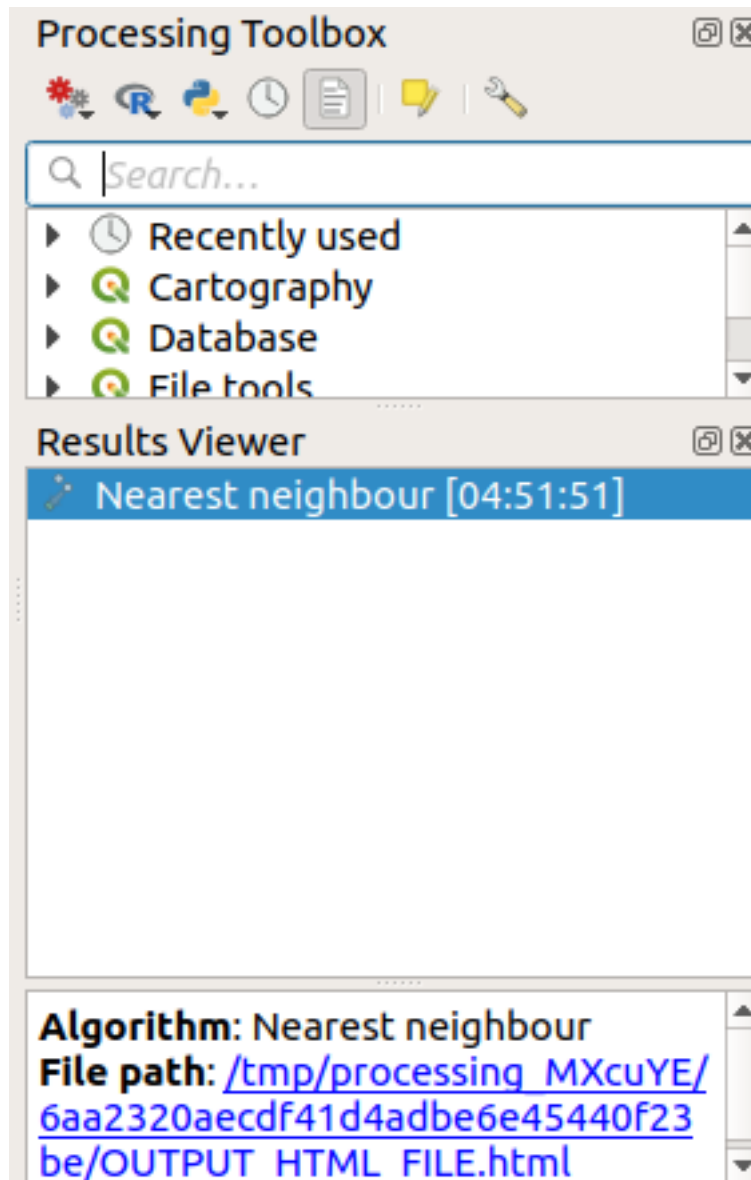 Processing Toolbox
Search...
Recently used
Cartography
Database
File tools
Results Viewer
Nearest neighbour [04:51:51]
Algorithm: Nearest neighbour
File path: /tmp/processing_MXcuYE/
6aa2320aecdf41d4adbe6e45440f23
be/OUTPUT_HTML_FILE.html